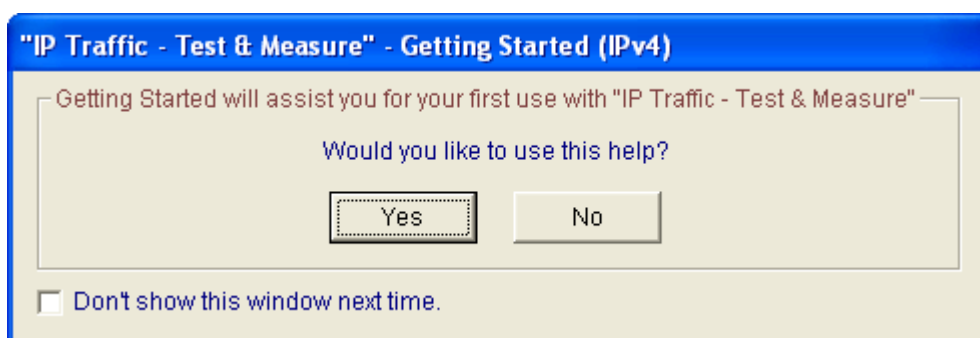 "IP Traffic - Test & Measure" - Getting Started (IPv4)
Getting Started will assist you for your first use with "IP Traffic - Test & Measure"
Would you like to use this help?
Yes No
Don't show this window next time.